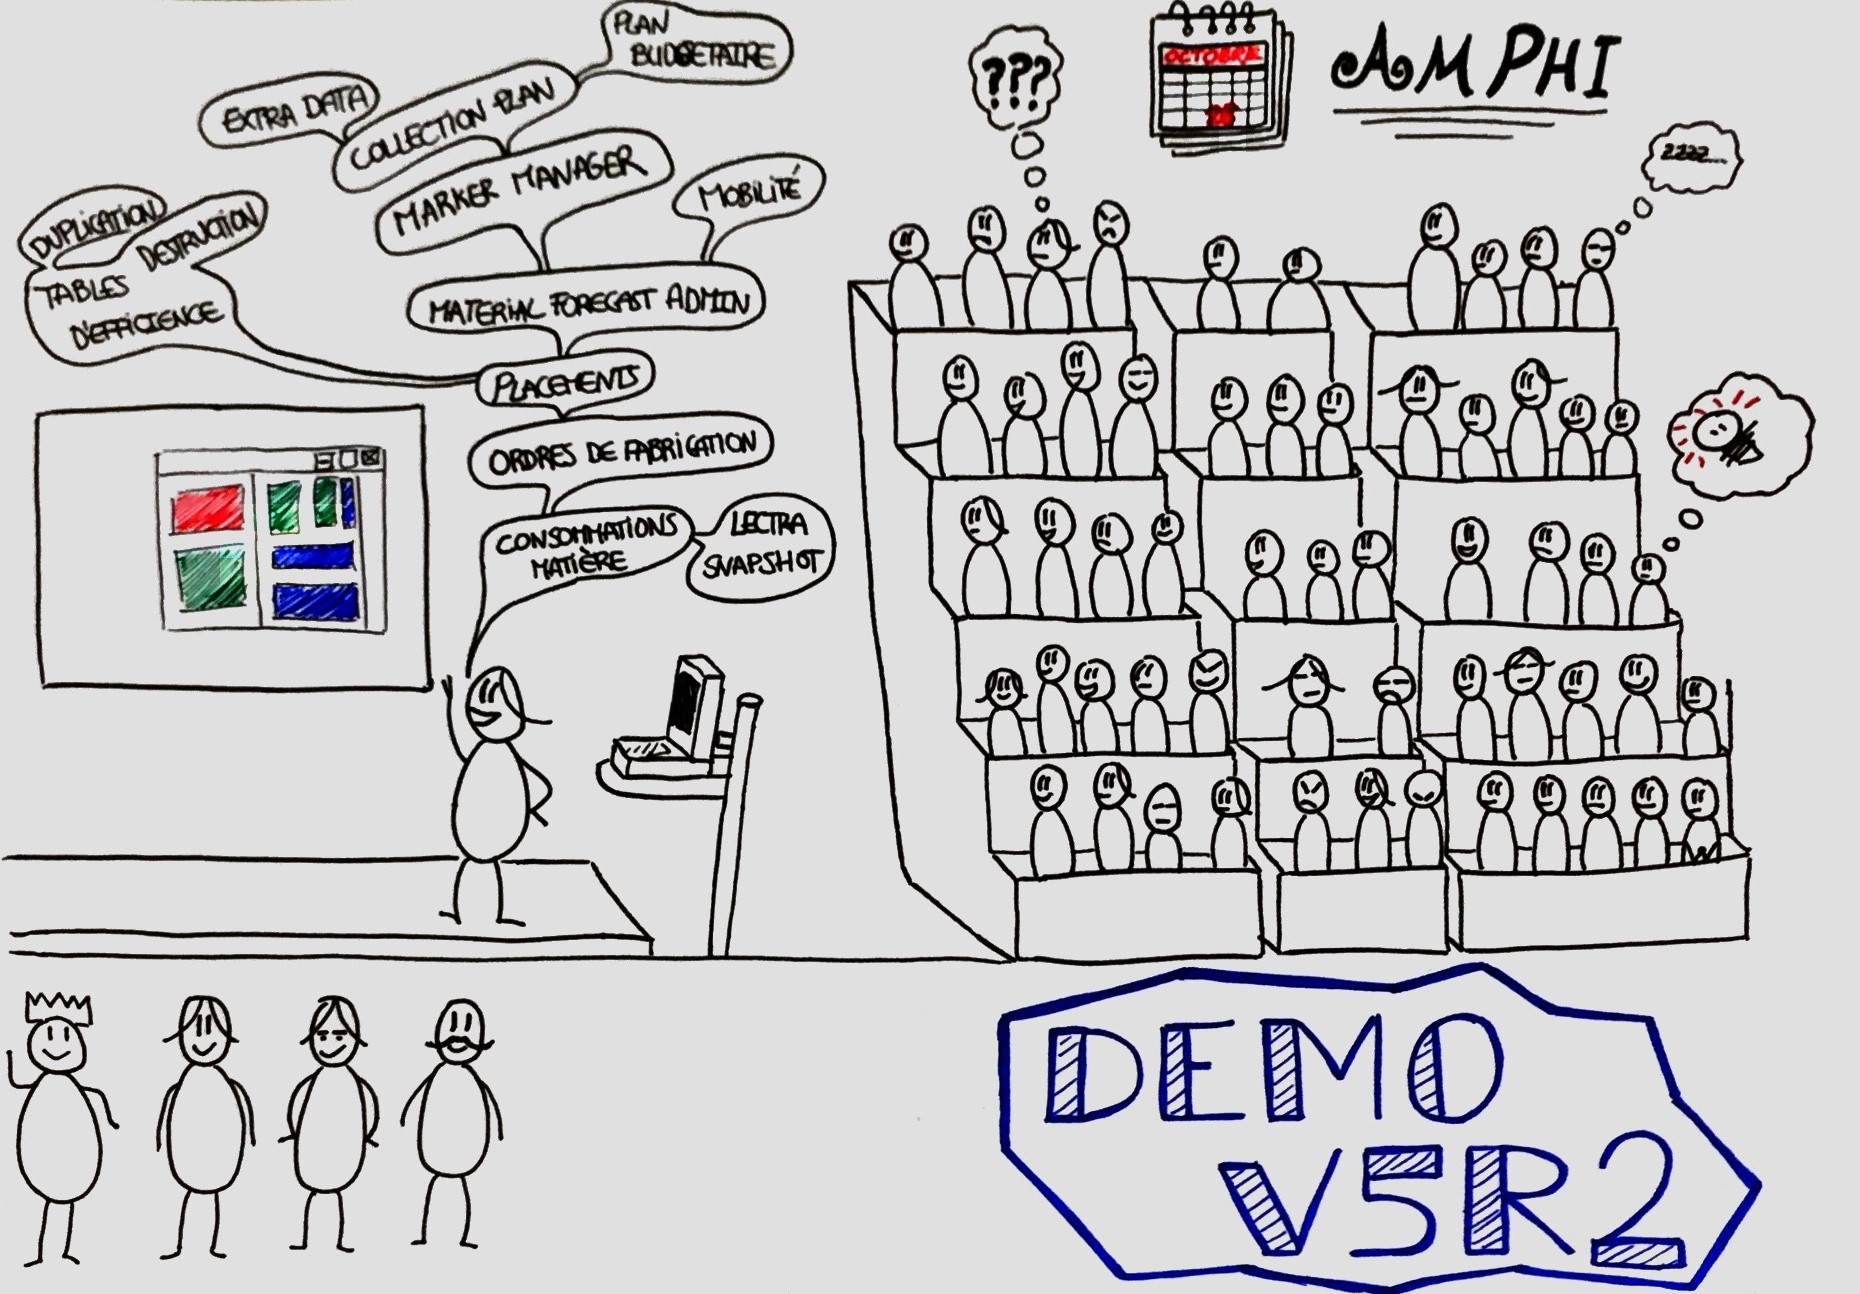 PLAN
BUDGETAIRE
EXTRA DATA
COLLECTION PLAN
MARKER MANAGER
MOBILITÉ
DUPLICATION
DESTRUCTION
TABLES
D'EFFICIENCE
MATERIAL FORECAST ADMIN
PLACEMENTS
ORDRES DE FABRICATION
CONSOMMATIONS
MATIÈRE
LECTRA
SNAPSHOT
???
OCTOBRE
AMPHI
zzzz...
DEMO
V5R2